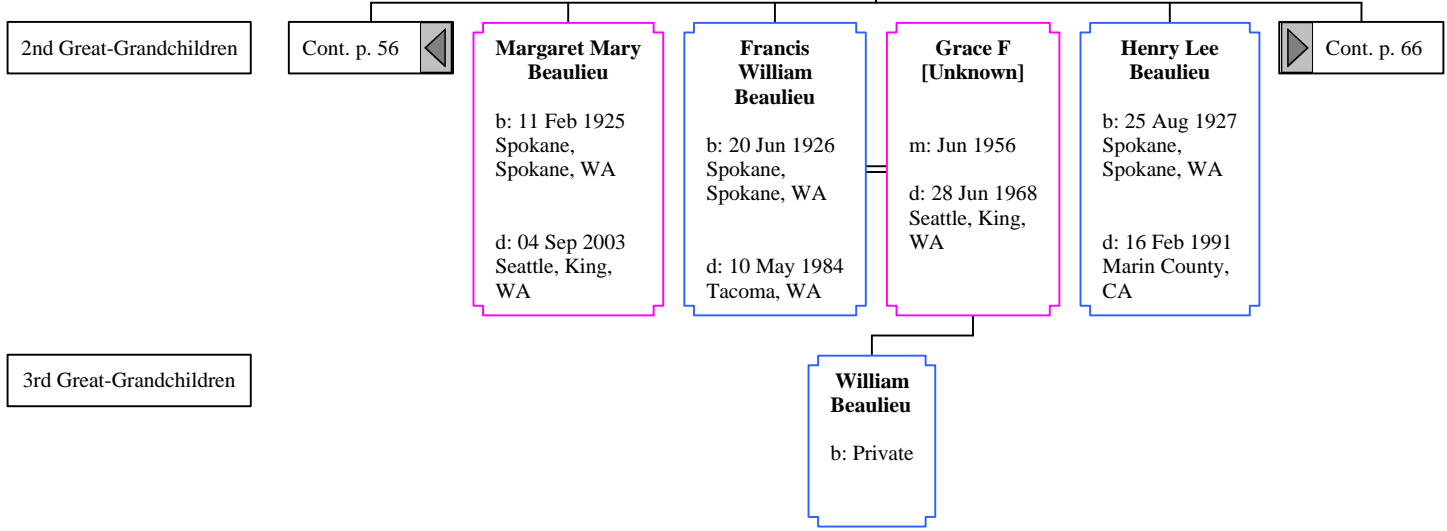 2nd Great-Grandchildren
Cont. p. 56
Margaret Mary
Beaulieu
b: 11 Feb 1925
Spokane,
Spokane, WA
d: 04 Sep 2003
Seattle, King,
WA
Francis
William
Beaulieu
b: 20 Jun 1926
Spokane,
Spokane, WA
d: 10 May 1984
Tacoma, WA
Grace F
[Unknown]
m: Jun 1956
d: 28 Jun 1968
Seattle, King,
WA
Henry Lee
Beaulieu
b: 25 Aug 1927
Spokane,
Spokane, WA
d: 16 Feb 1991
Marin County,
CA
Cont. p. 66
3rd Great-Grandchildren
William
Beaulieu
b: Private